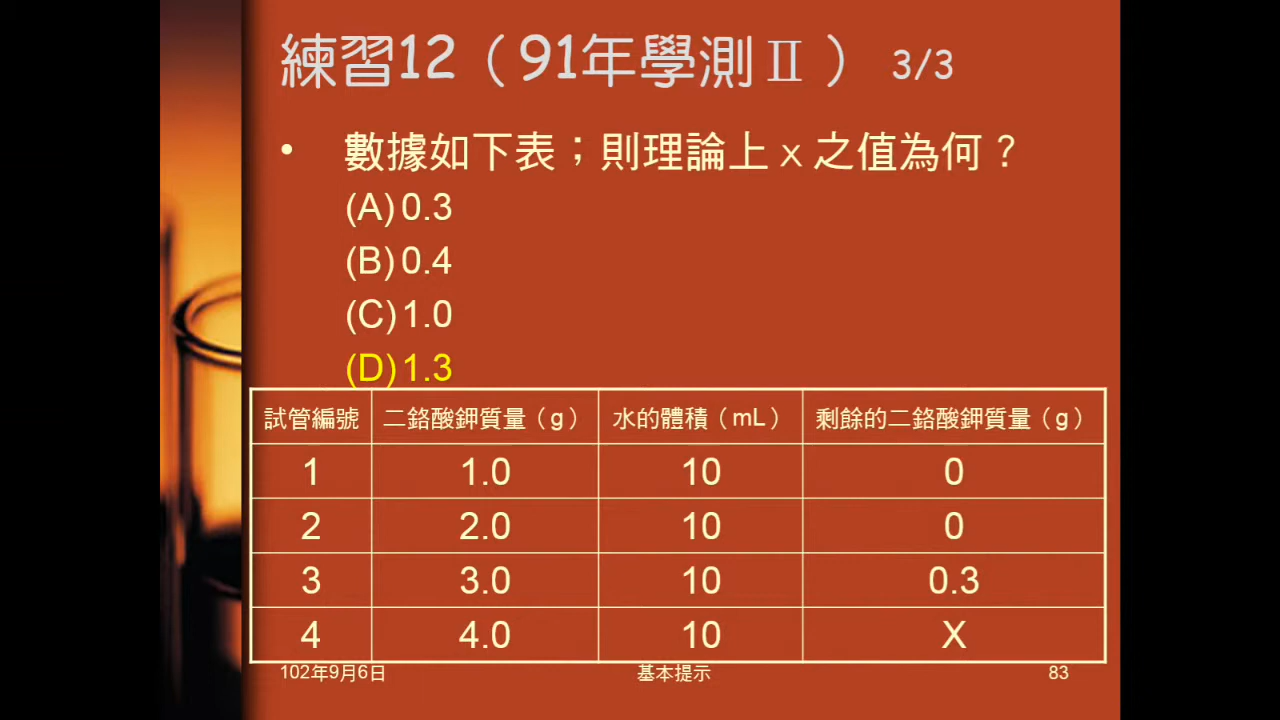 練習12（91年學測Ⅱ） 3/3
• 數據如下表；則理論上 x 之值為何？
(A) 0.3
(B) 0.4
(C) 1.0
(D) 1.3
試管編號 二鉻酸鉀質量（g） 水的體積（mL） 剩餘的二鉻酸鉀質量（g）
1 1.0 10 0
2 2.0 10 0
3 3.0 10 0.3
4 4.0 10 X
102年9月6日 基本提示 83